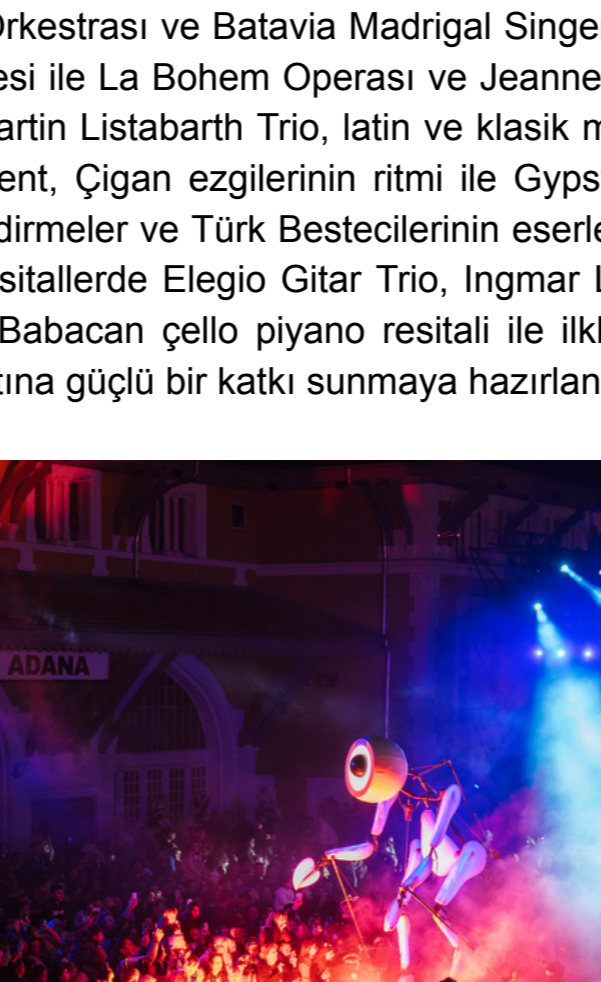 Orkestrası ve Batavia Madrigal Singe
esi ile La Bohem Operası ve Jeanne
artin Listabarth Trio, latin ve klasik m
ent, Çigan ezgilerinin ritmi ile Gyps
dirmeler ve Türk Bestecilerinin eserle
sitallerde Elegio Gitar Trio, Ingmar L
Babacan çello piyano resitali ile ilk
tına güçlü bir katkı sunmaya hazırlan
ADANA